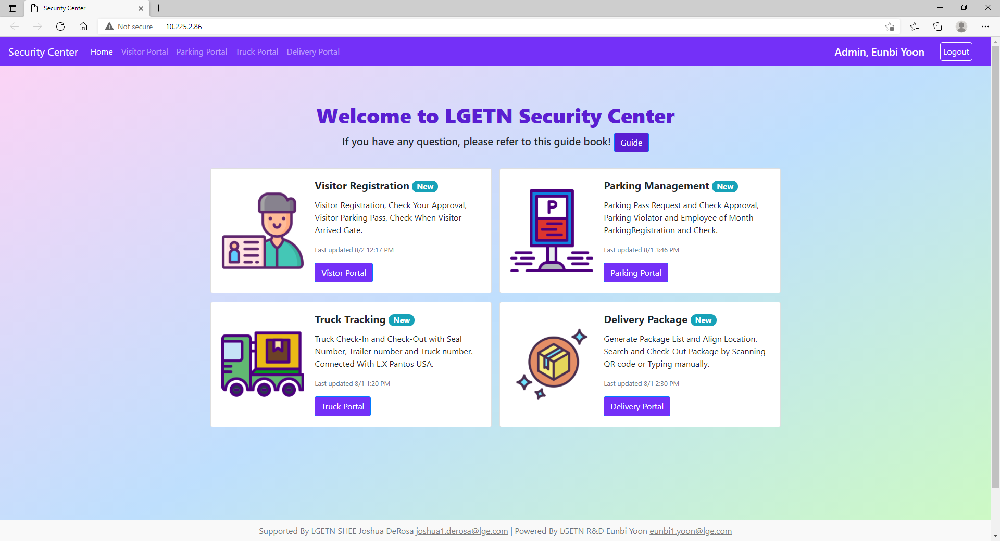 Security Center
Not secure 10.225.2.86
Security Center Home Visitor Portal Parking Portal Truck Portal Delivery Portal Admin, Eunbi Yoon Logout
Welcome to LGETN Security Center
If you have any question, please refer to this guide book! Guide
Visitor Registration New
Visitor Registration, Check Your Approval,
Visitor Parking Pass, Check When Visitor
Arrived Gate.
Last updated 8/2 12:17 PM
Vistor Portal
P
Parking Management New
Parking Pass Request and Check Approval,
Parking Violator and Employee of Month
ParkingRegistration and Check.
Last updated 8/1 3:46 PM
Parking Portal
Truck Tracking New
Truck Check-In and Check-Out with Seal
Number, Trailer number and Truck number.
Connected With L.X Pantos USA.
Last updated 8/1 1:20 PM
Truck Portal
Delivery Package New
Generate Package List and Align Location.
Search and Check-Out Package by Scanning
QR code or Typing manually.
Last updated 8/1 2:30 PM
Delivery Portal
Supported By LGETN SHEE Joshua DeRosa joshua1.derosa@lge.com | Powered By LGETN R&D Eunbi Yoon eunbi1.yoon@lge.com